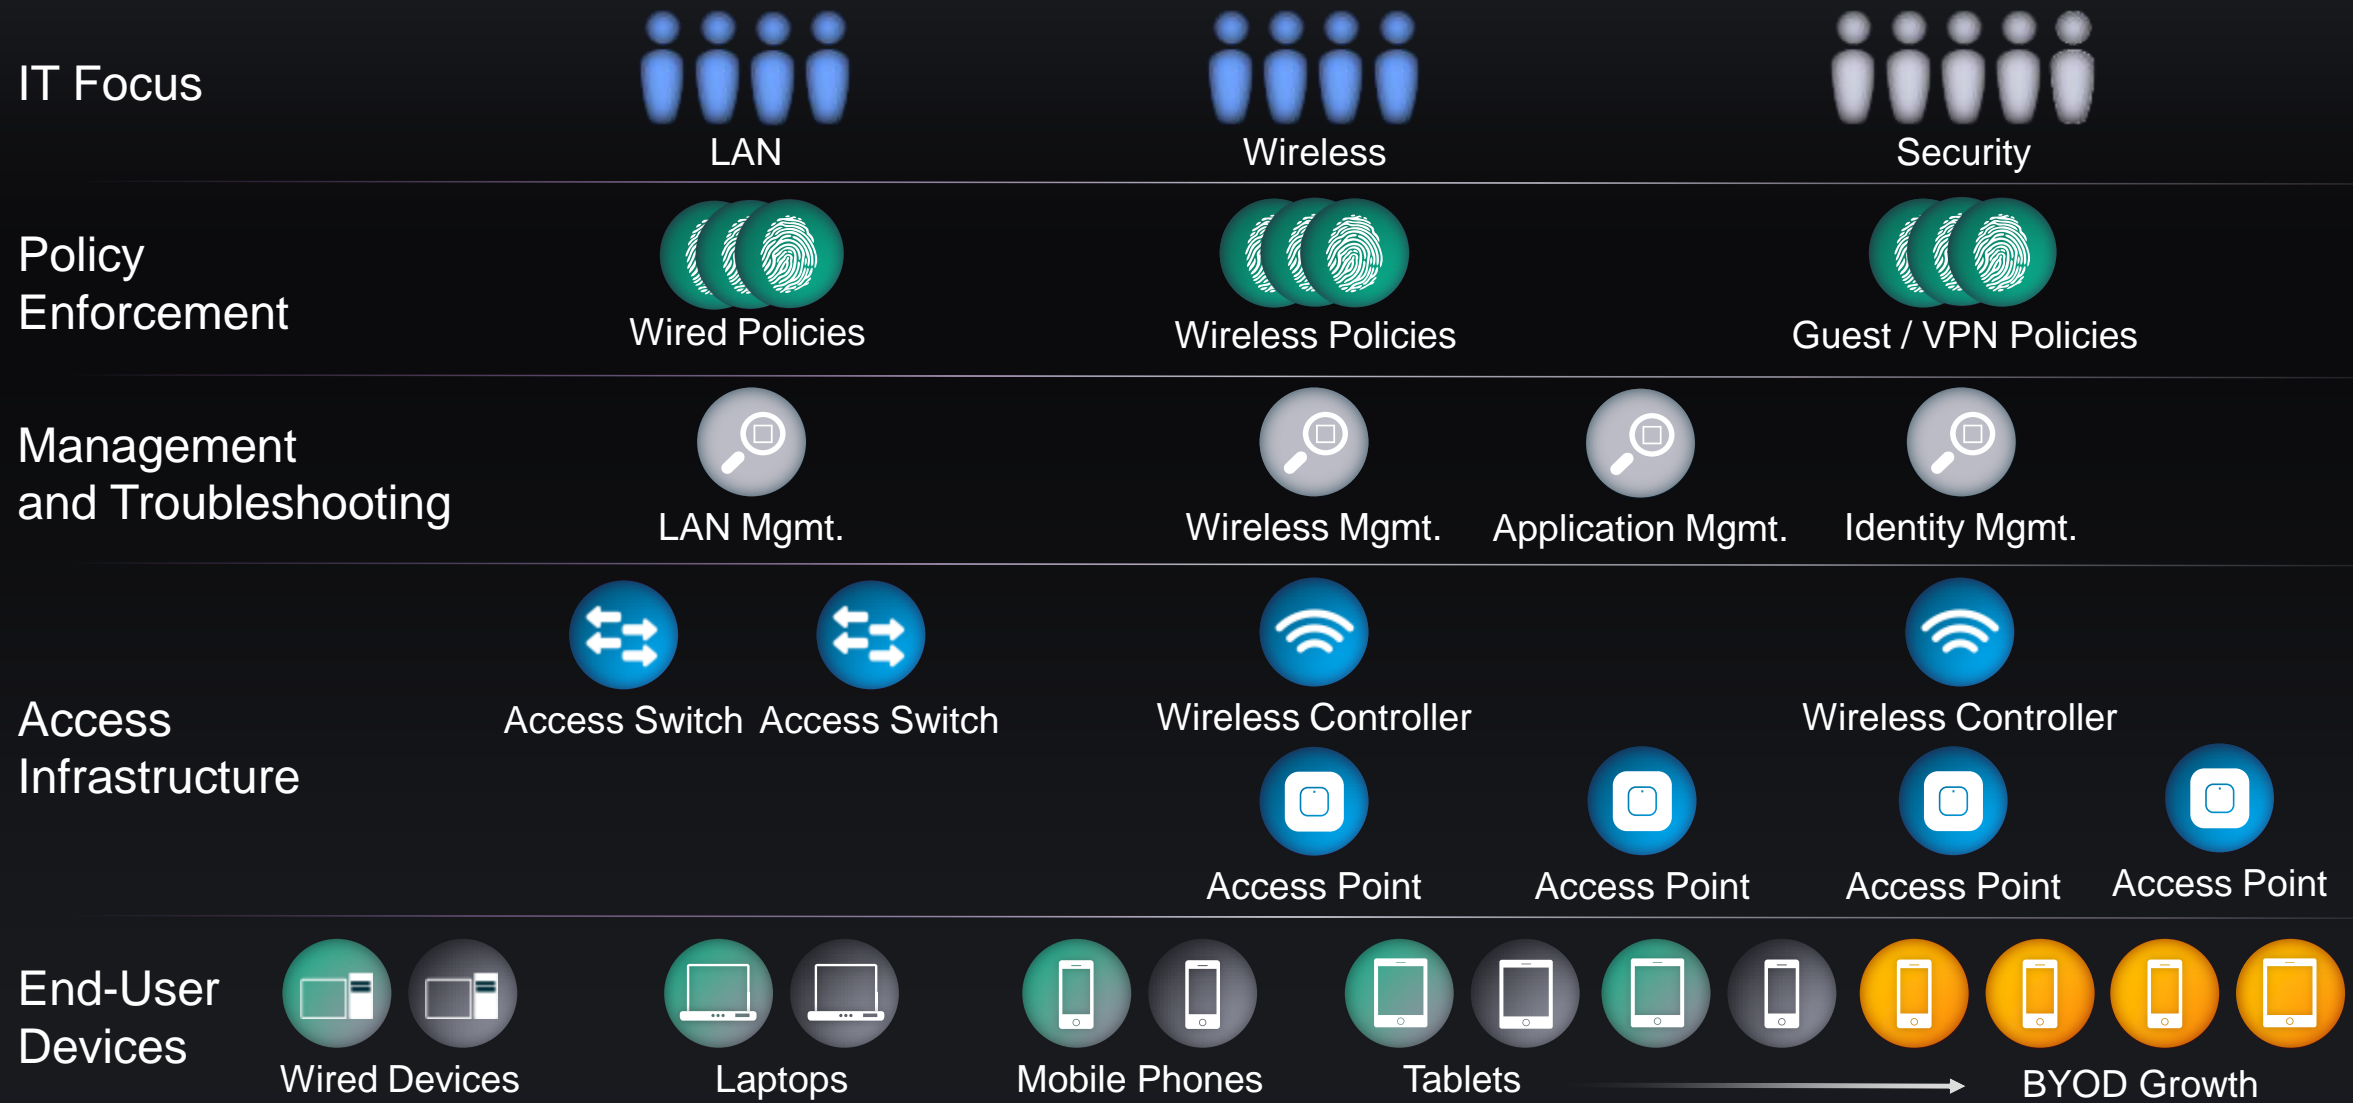 IT Focus
LAN
Wireless
Security
Policy
Enforcement
Wired Policies
Wireless Policies
Guest / VPN Policies
Management
and Troubleshooting
LAN Mgmt.
Wireless Mgmt.
Application Mgmt.
Identity Mgmt.
Access
Infrastructure
Access Switch
Access Switch
Wireless Controller
Wireless Controller
Access Point
Access Point
Access Point
Access Point
End-User
Devices
Wired Devices
Laptops
Mobile Phones
Tablets
BYOD Growth